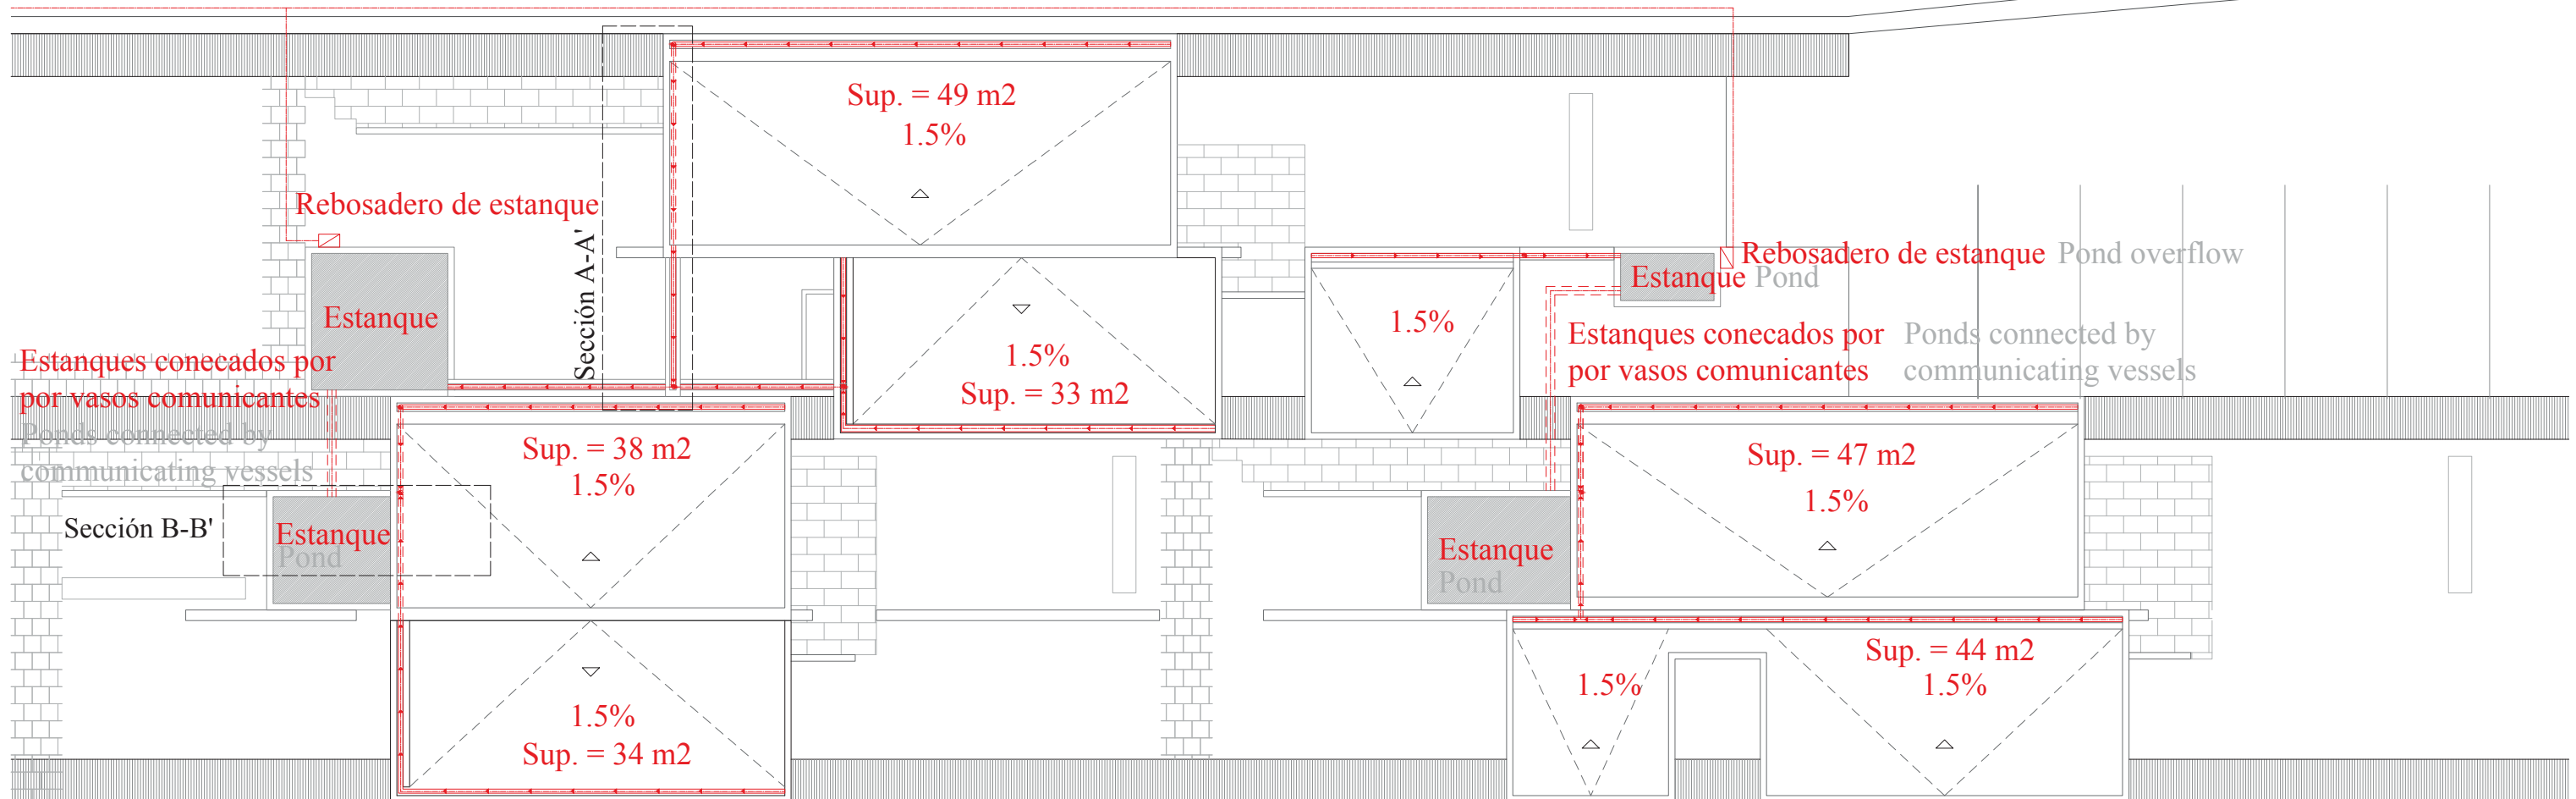 Sup. = 49 m2
1.5%
Rebosadero de estanque
Sección A-A'
Estanque
Estanques conecados por
por vasos comunicantes
Ponds connected by
communicating vessels
1.5%
Sup. = 33 m2
1.5%
Rebosadero de estanque Pond overflow
Estanque Pond
Estanques conecados por Ponds connected by
por vasos comunicantes communicating vessels
Sup. = 38 m2
1.5%
Sección B-B'
Estanque
Pond
1.5%
Sup. = 34 m2
Sup. = 47 m2
1.5%
Estanque
Pond
1.5%
Sup. = 44 m2
1.5%